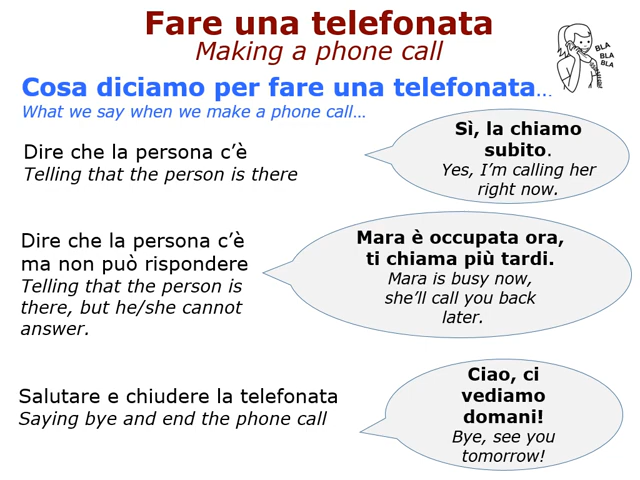 Fare una telefonata
Making a phone call
BLA
BLA
BLA
Cosa diciamo per fare una telefonata...
What we say when we make a phone call…
Dire che la persona c’è
Telling that the person is there
Sì, la chiamo
subito.
Yes, I’m calling her
right now.
Dire che la persona c’è
ma non può rispondere
Telling that the person is
there, but he/she cannot
answer.
Mara è occupata ora,
ti chiama più tardi.
Mara is busy now,
she’ll call you back
later.
Salutare e chiudere la telefonata
Saying bye and end the phone call
Ciao, ci
vediamo
domani!
Bye, see you
tomorrow!